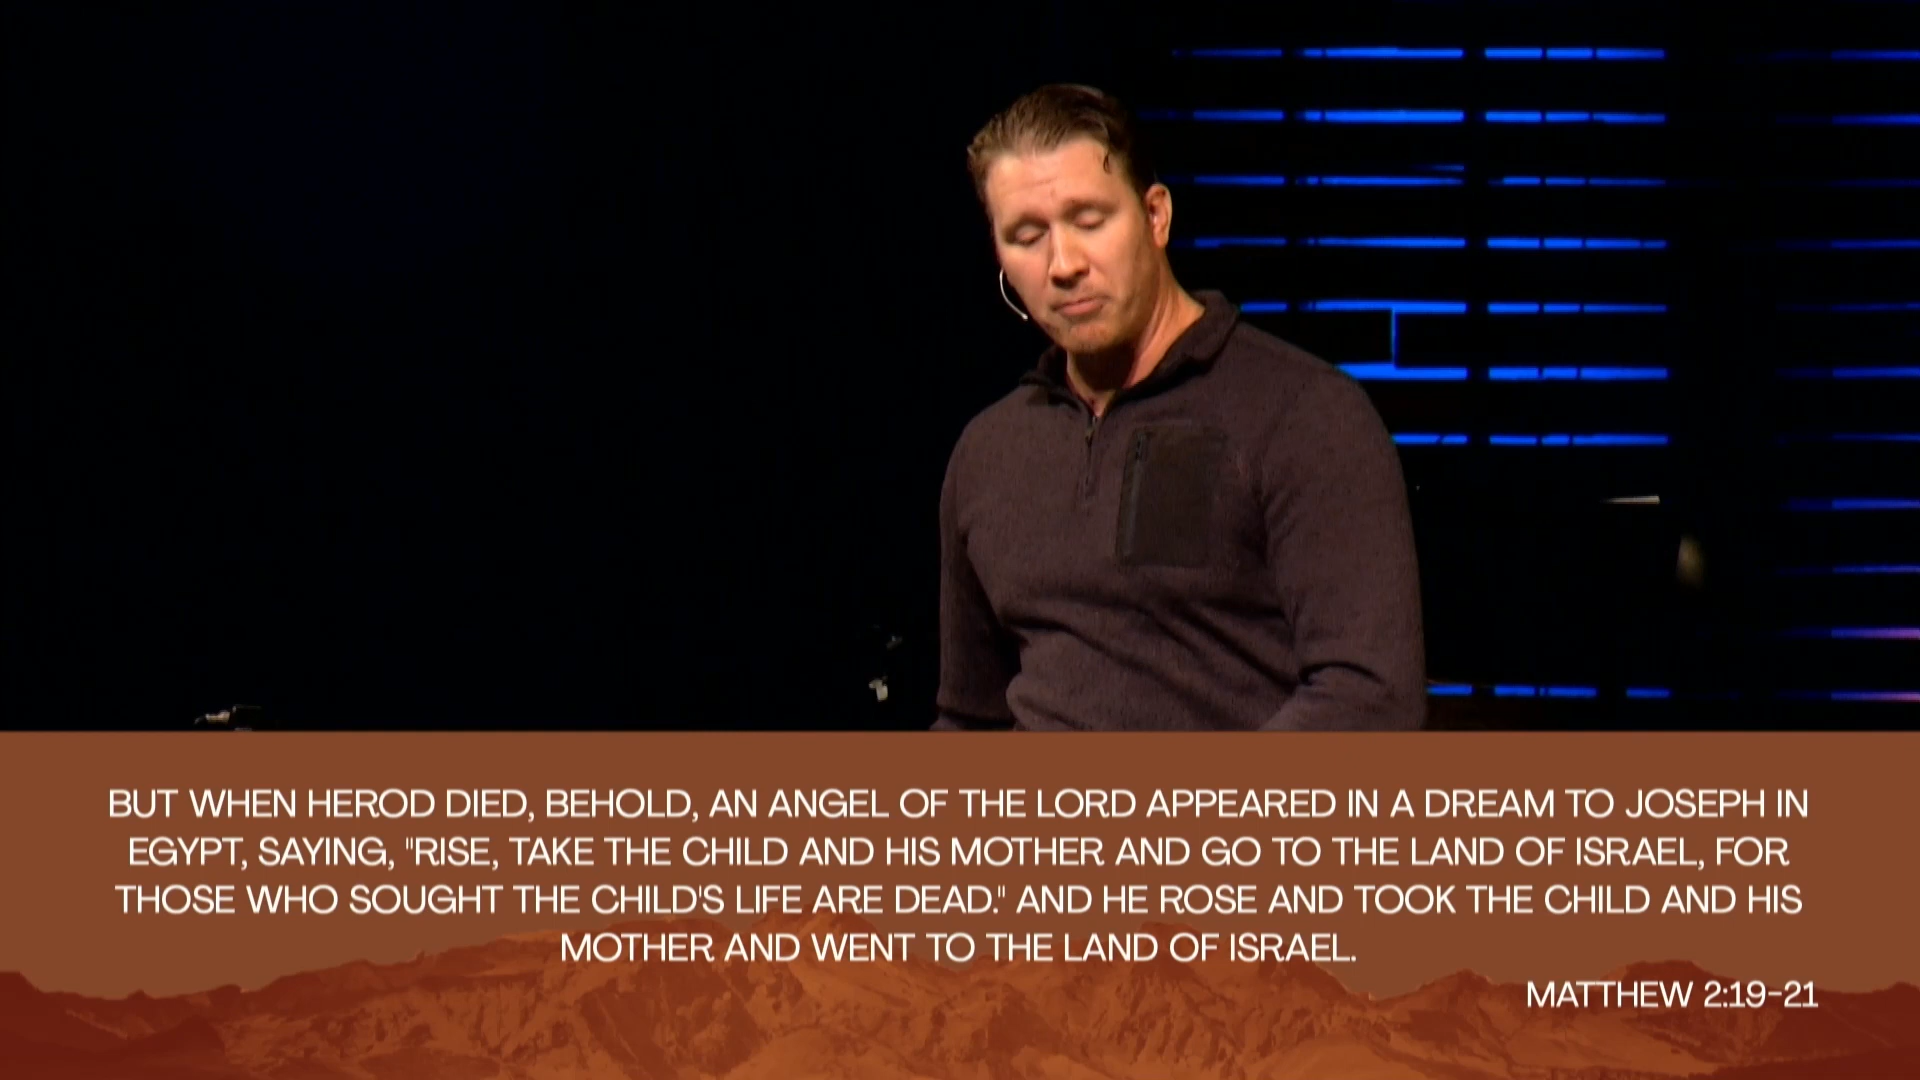 BUT WHEN HEROD DIED, BEHOLD, AN ANGEL OF THE LORD APPEARED IN A DREAM TO JOSEPH IN
EGYPT, SAYING, "RISE, TAKE THE CHILD AND HIS MOTHER AND GO TO THE LAND OF ISRAEL, FOR
THOSE WHO SOUGHT THE CHILD'S LIFE ARE DEAD." AND HE ROSE AND TOOK THE CHILD AND HIS
MOTHER AND WENT TO THE LAND OF ISRAEL.
MATTHEW 2:19-21